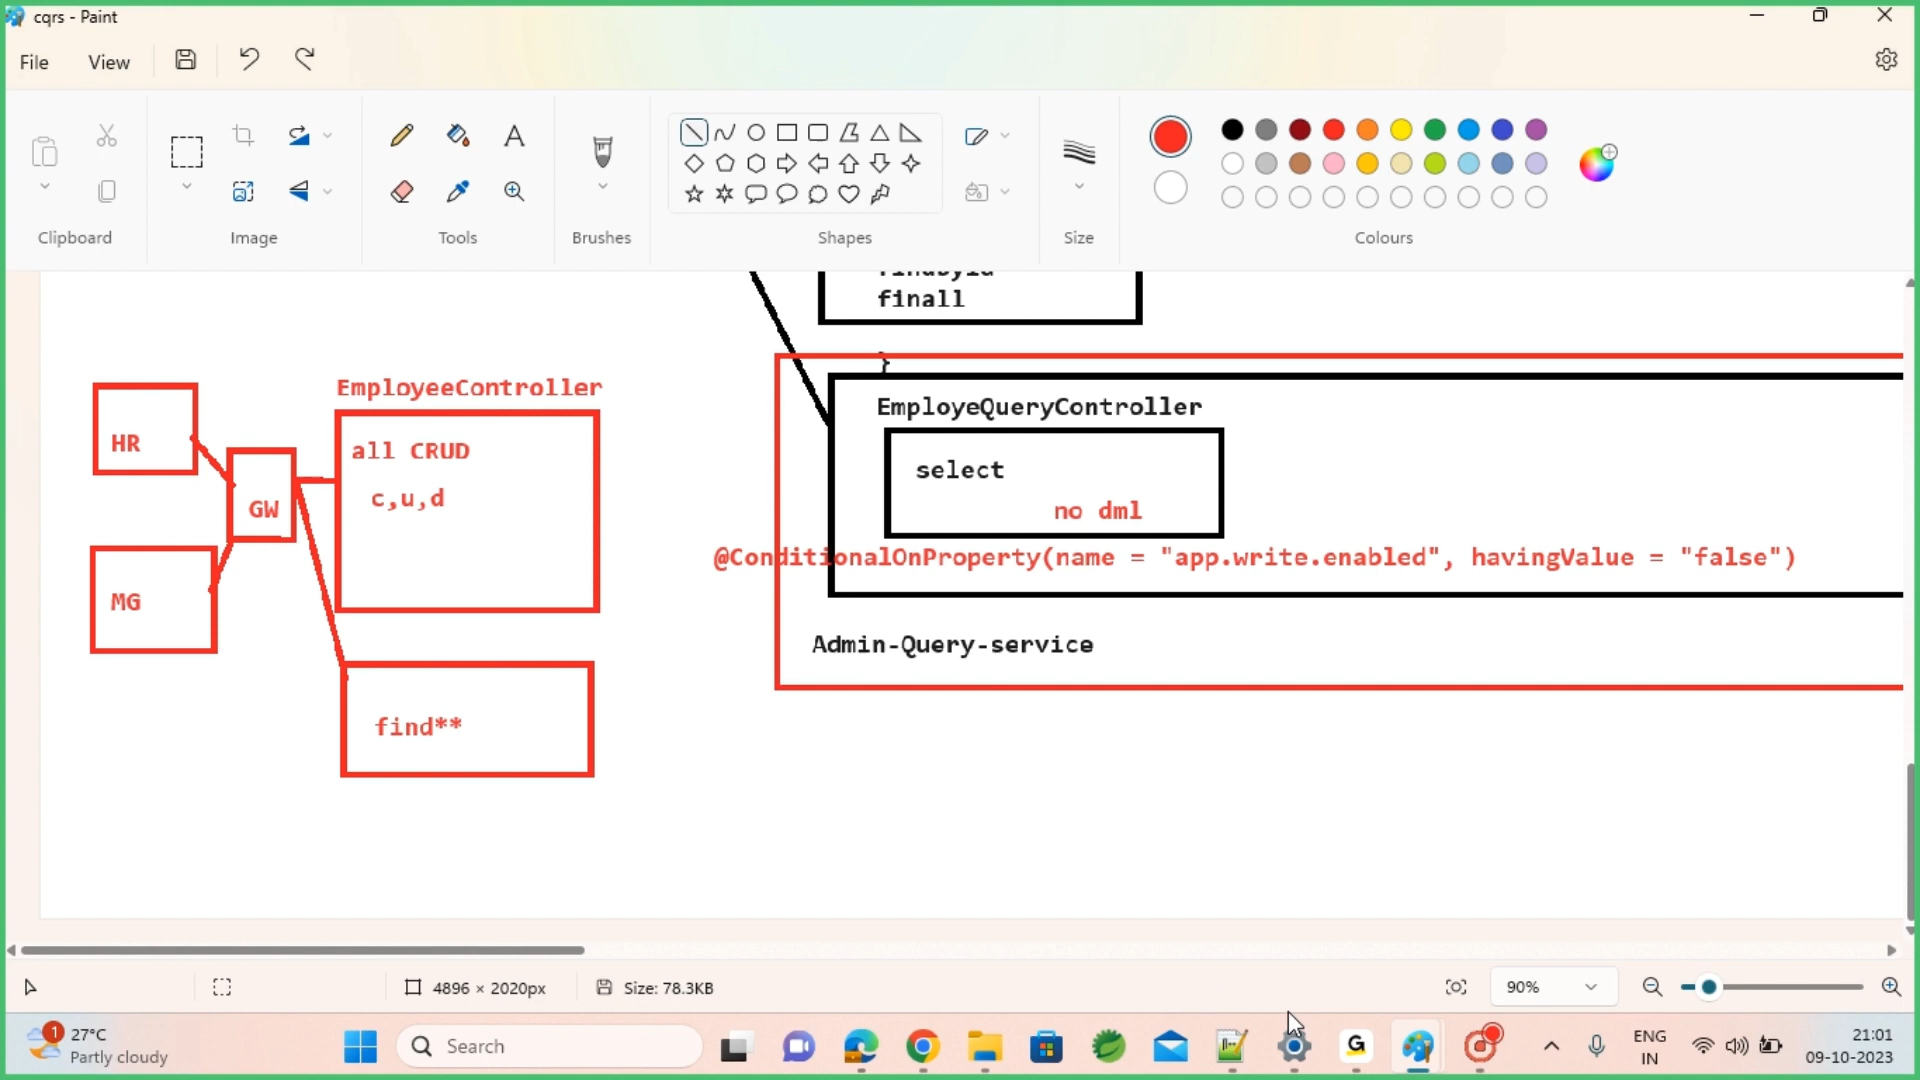 cqrs - Paint
File
View
Clipboard
Image
Tools
Brushes
Shapes
Size
Colours
findbyid
finall
}
EmployeeController
HR
all CRUD
c,u,d
GW
MG
find**
EmployeQueryController
select
no dml
@ConditionalOnProperty(name = "app.write.enabled", havingValue = "false")
Admin-Query-service
4896 × 2020px
Size: 78.3KB
90%
1
27°C
Partly cloudy
Search
G
ENG
IN
21:01
09-10-2023